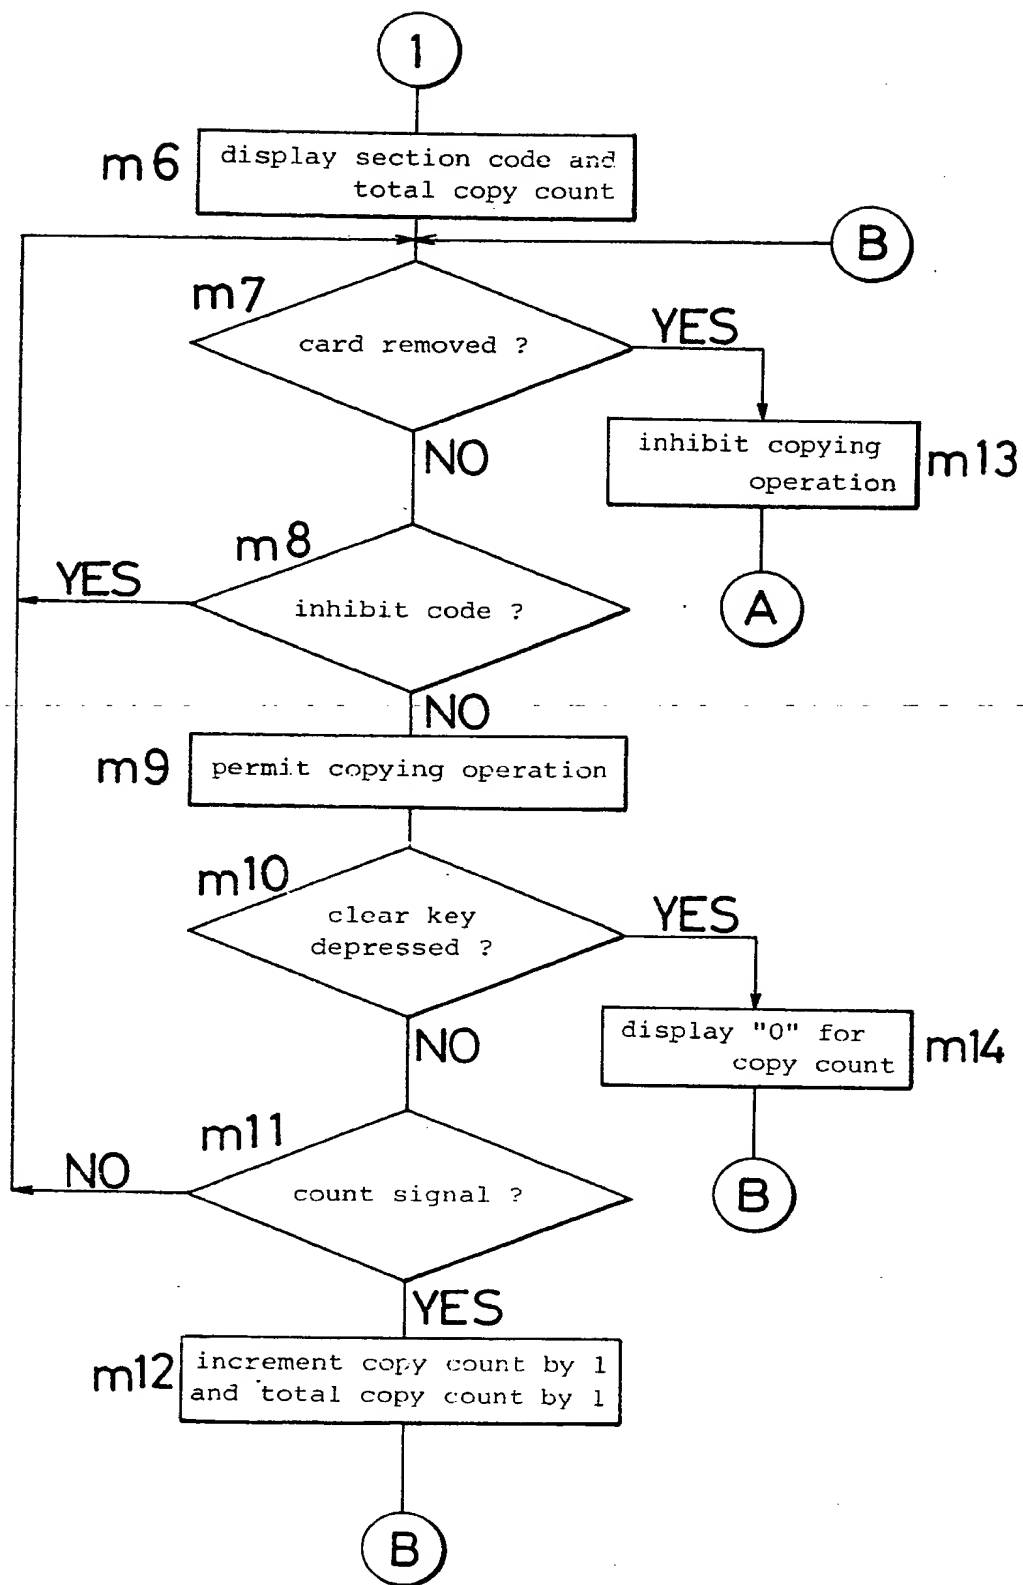 1
m6
display section code and
total copy count
B
m7
card removed ?
YES
NO
inhibit copying
operation
m13
m8
YES
inhibit code ?
A
NO
m9
permit copying operation
m10
clear key
depressed ?
YES
NO
display "0" for
copy count
m14
m11
NO
count signal ?
B
YES
m12
increment copy count by 1
and total copy count by 1
B